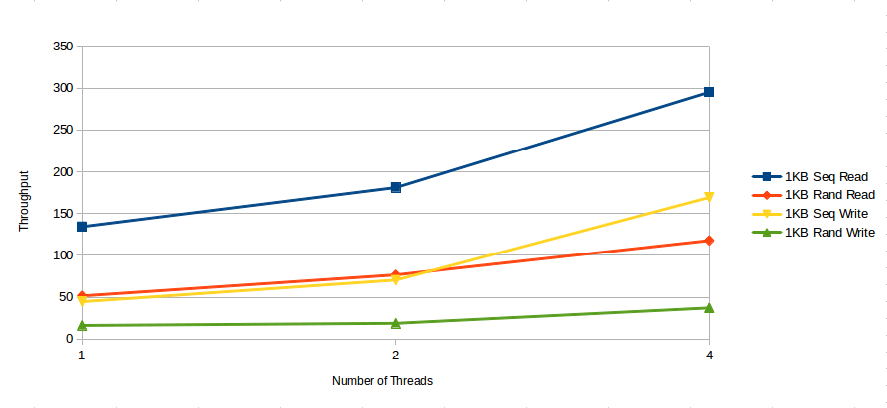 350
300
250
200
150
100
50
0
Throughput
1 2 4
Number of Threads
1KB Seq Read
1KB Rand Read
1KB Seq Write
1KB Rand Write